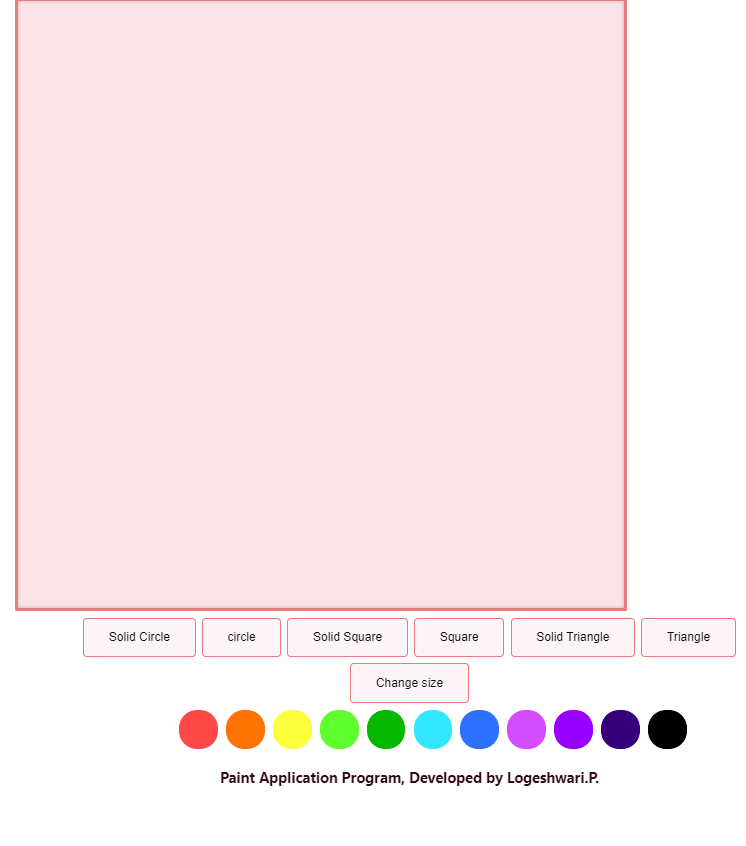 Solid Circle circle Solid Square Square Solid Triangle Triangle
Change size
Paint Application Program, Developed by Logeshwari.P.